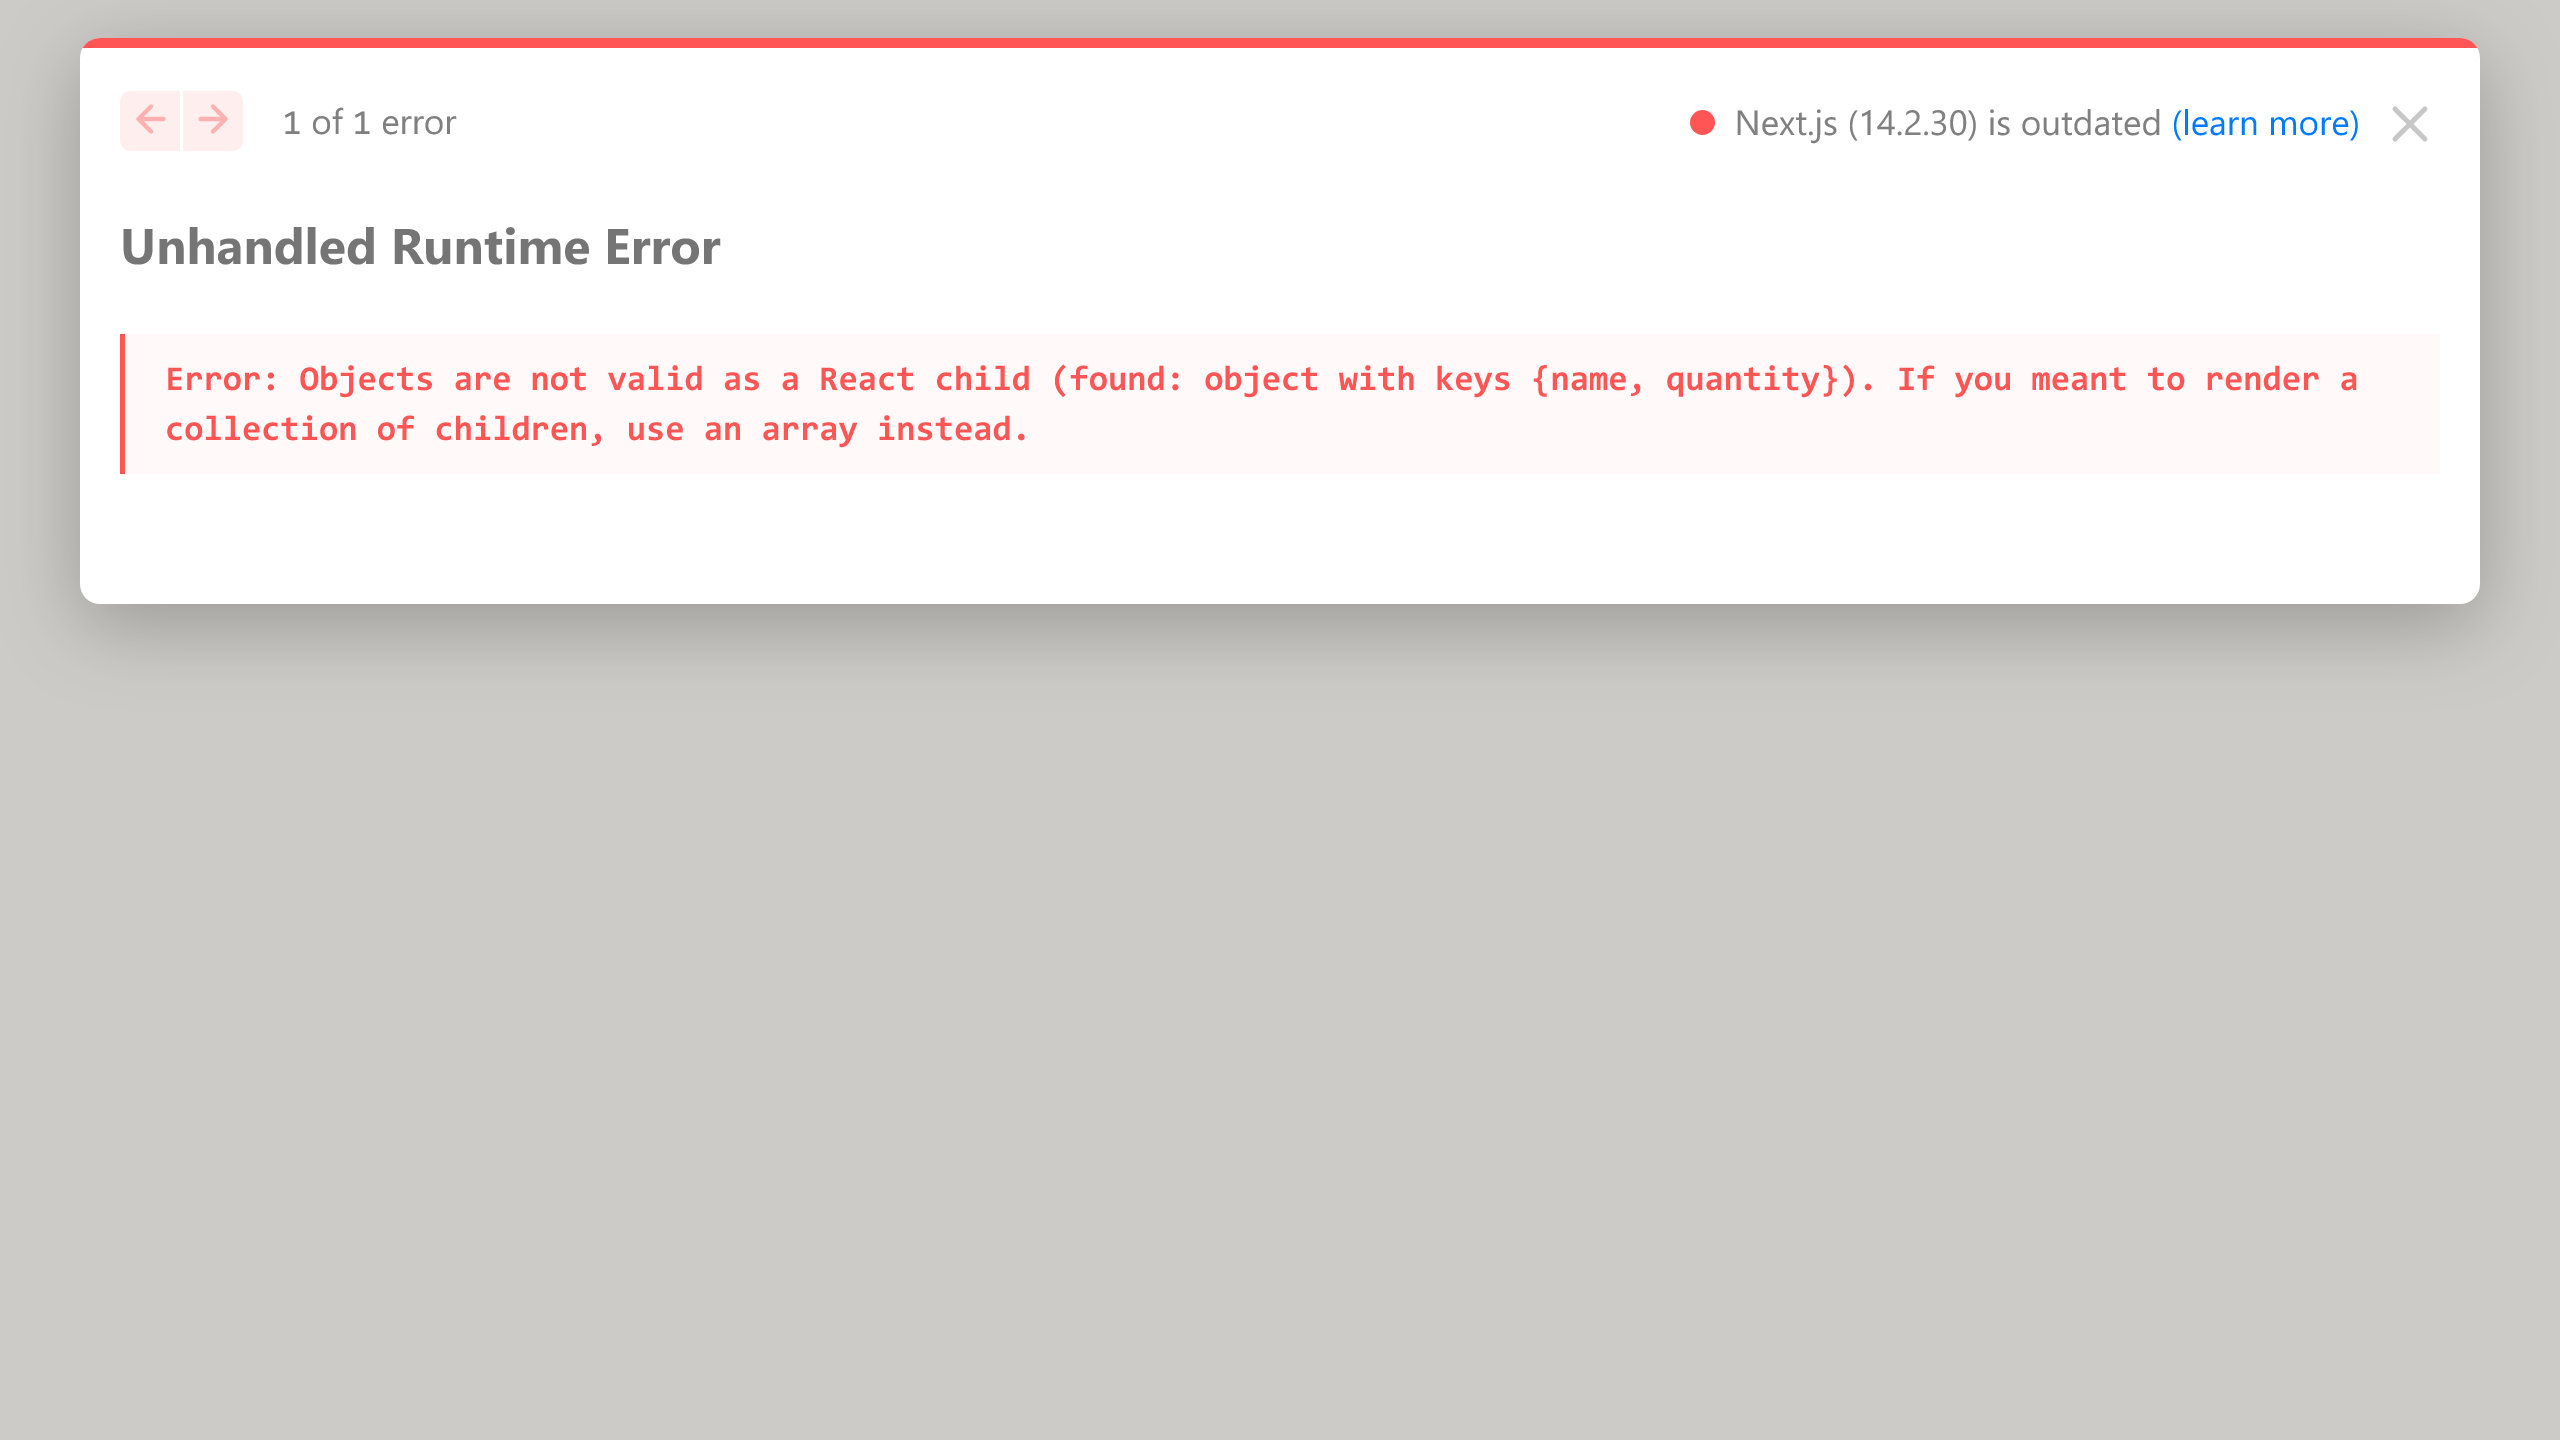 1 of 1 error
Next.js (14.2.30) is outdated (learn more)
Unhandled Runtime Error
Error: Objects are not valid as a React child (found: object with keys {name, quantity}). If you meant to render a
collection of children, use an array instead.